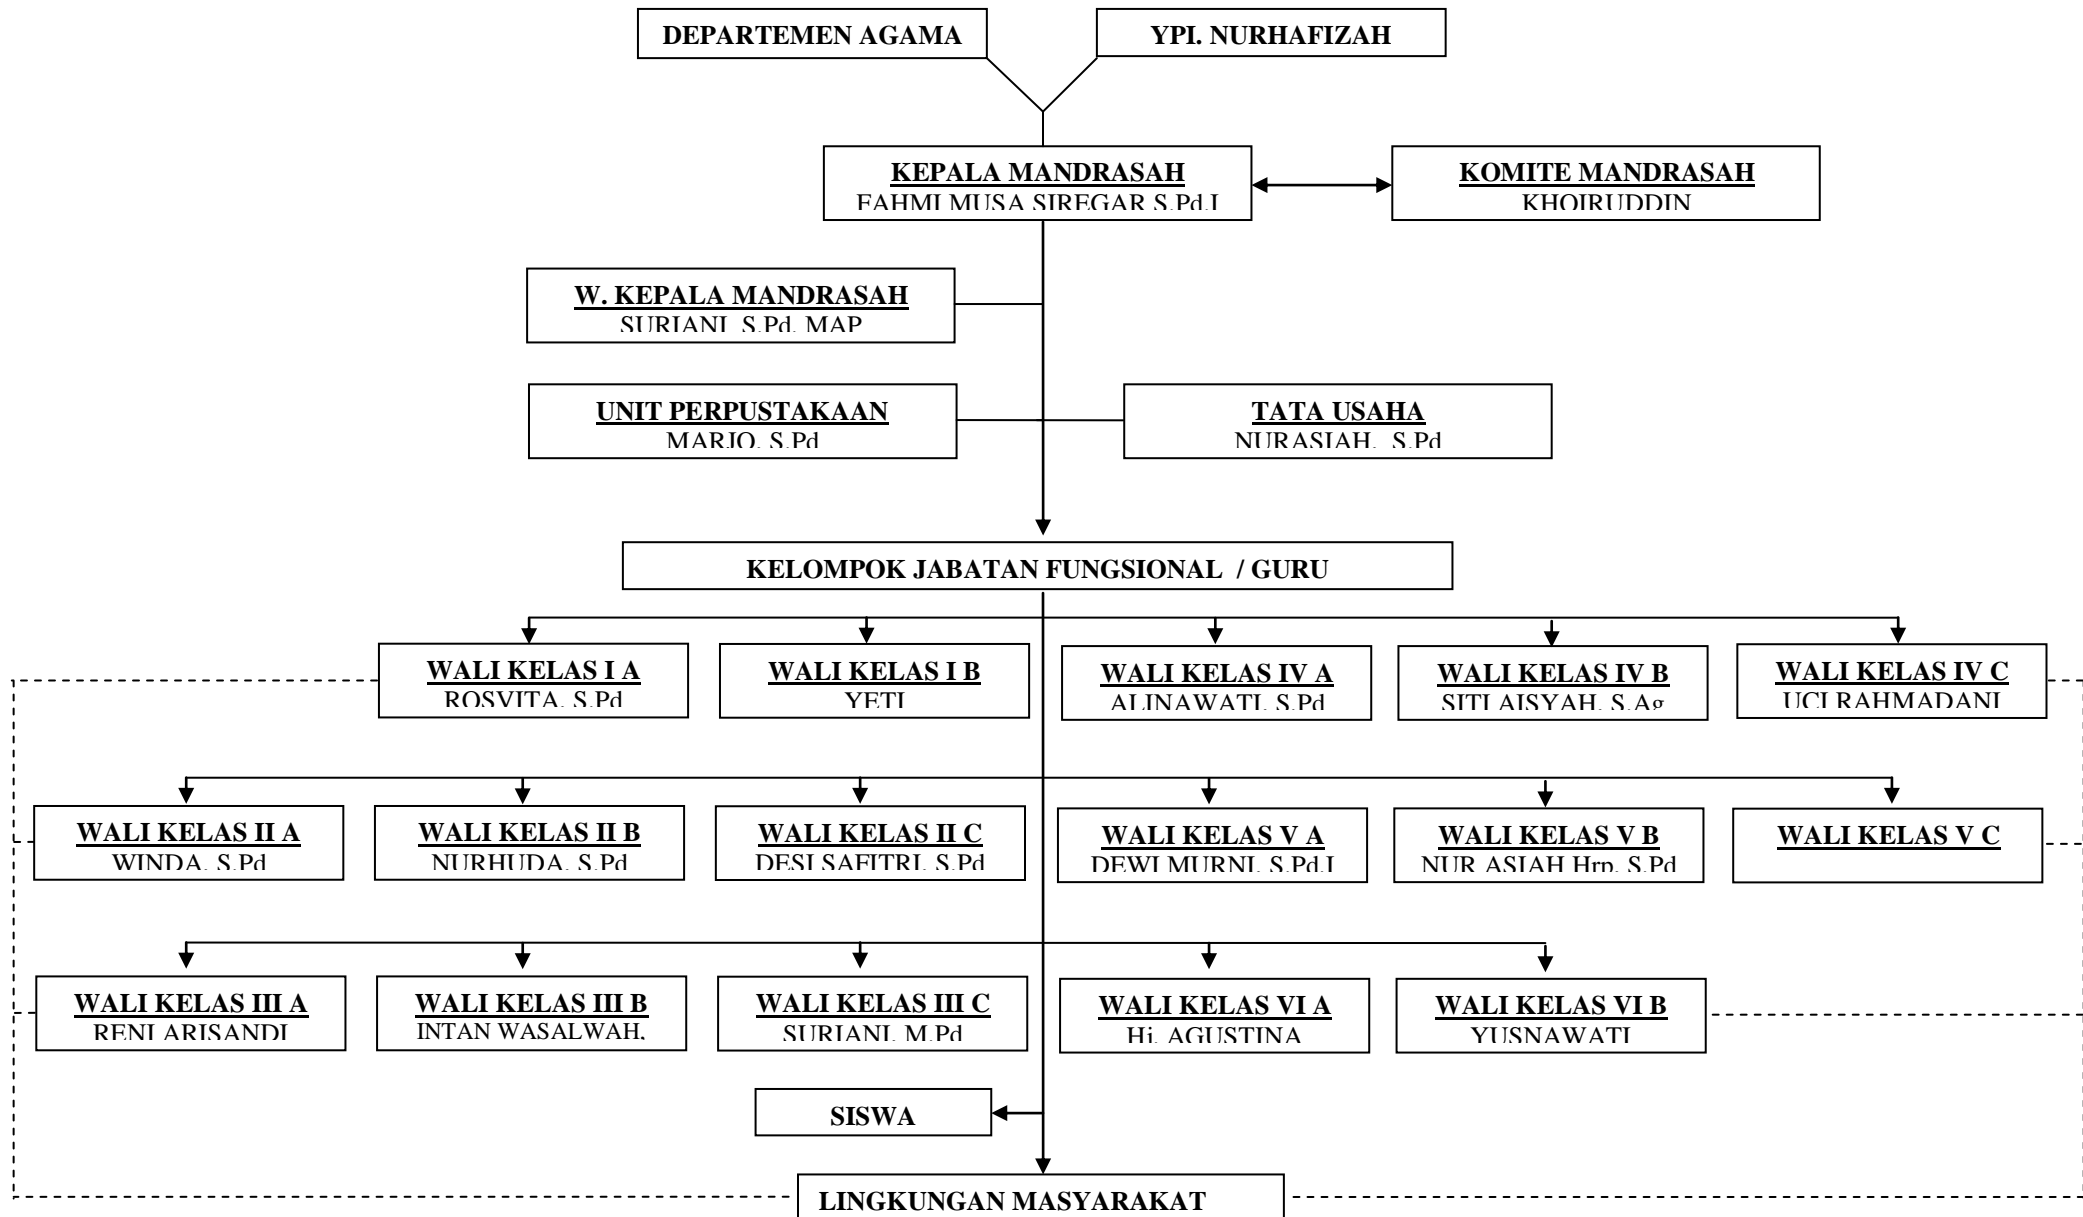 DEPARTEMEN AGAMA
YPI. NURHAFIZAH
KEPALA MANDRASAH
FAHMI MUSA SIREGAR S.Pd.I
KOMITE MANDRASAH
KHOIRUDDIN
W. KEPALA MANDRASAH
SURIANI, S.Pd. MAP
UNIT PERPUSTAKAAN
MARJO. S.Pd
TATA USAHA
NURASIAH. S.Pd
KELOMPOK JABATAN FUNGSIONAL / GURU
WALI KELAS I A
ROSVITA. S.Pd
WALI KELAS I B
YETI
WALI KELAS IV A
ALINAWATI. S.Pd
WALI KELAS IV B
SITI AISYAH. S.Ag
WALI KELAS IV C
UCI RAHMADANI
WALI KELAS II A
WINDA. S.Pd
WALI KELAS II B
NURHUDA. S.Pd
WALI KELAS II C
DESI SAFITRI. S.Pd
WALI KELAS V A
DEWI MURNI. S.Pd.I
WALI KELAS V B
NUR ASIAH Hrp. S.Pd
WALI KELAS V C
WALI KELAS III A
RENI ARISANDI
WALI KELAS III B
INTAN WASALWAH,
WALI KELAS III C
SURIANI. M.Pd
WALI KELAS VI A
Hj. AGUSTINA
WALI KELAS VI B
YUSNAWATI
SISWA
LINGKUNGAN MASYARAKAT